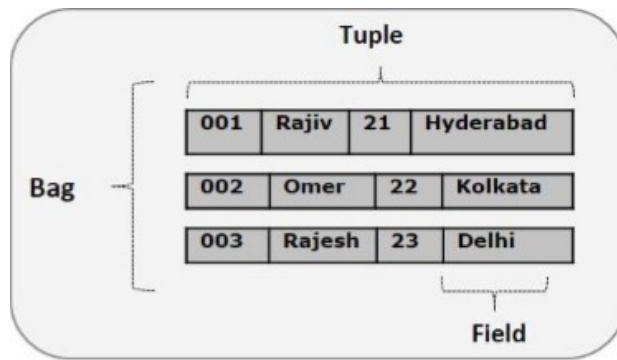 Tuple
001 Rajiv 21 Hyderabad
Bag
002 Omer 22 Kolkata
003 Rajesh 23 Delhi
Field